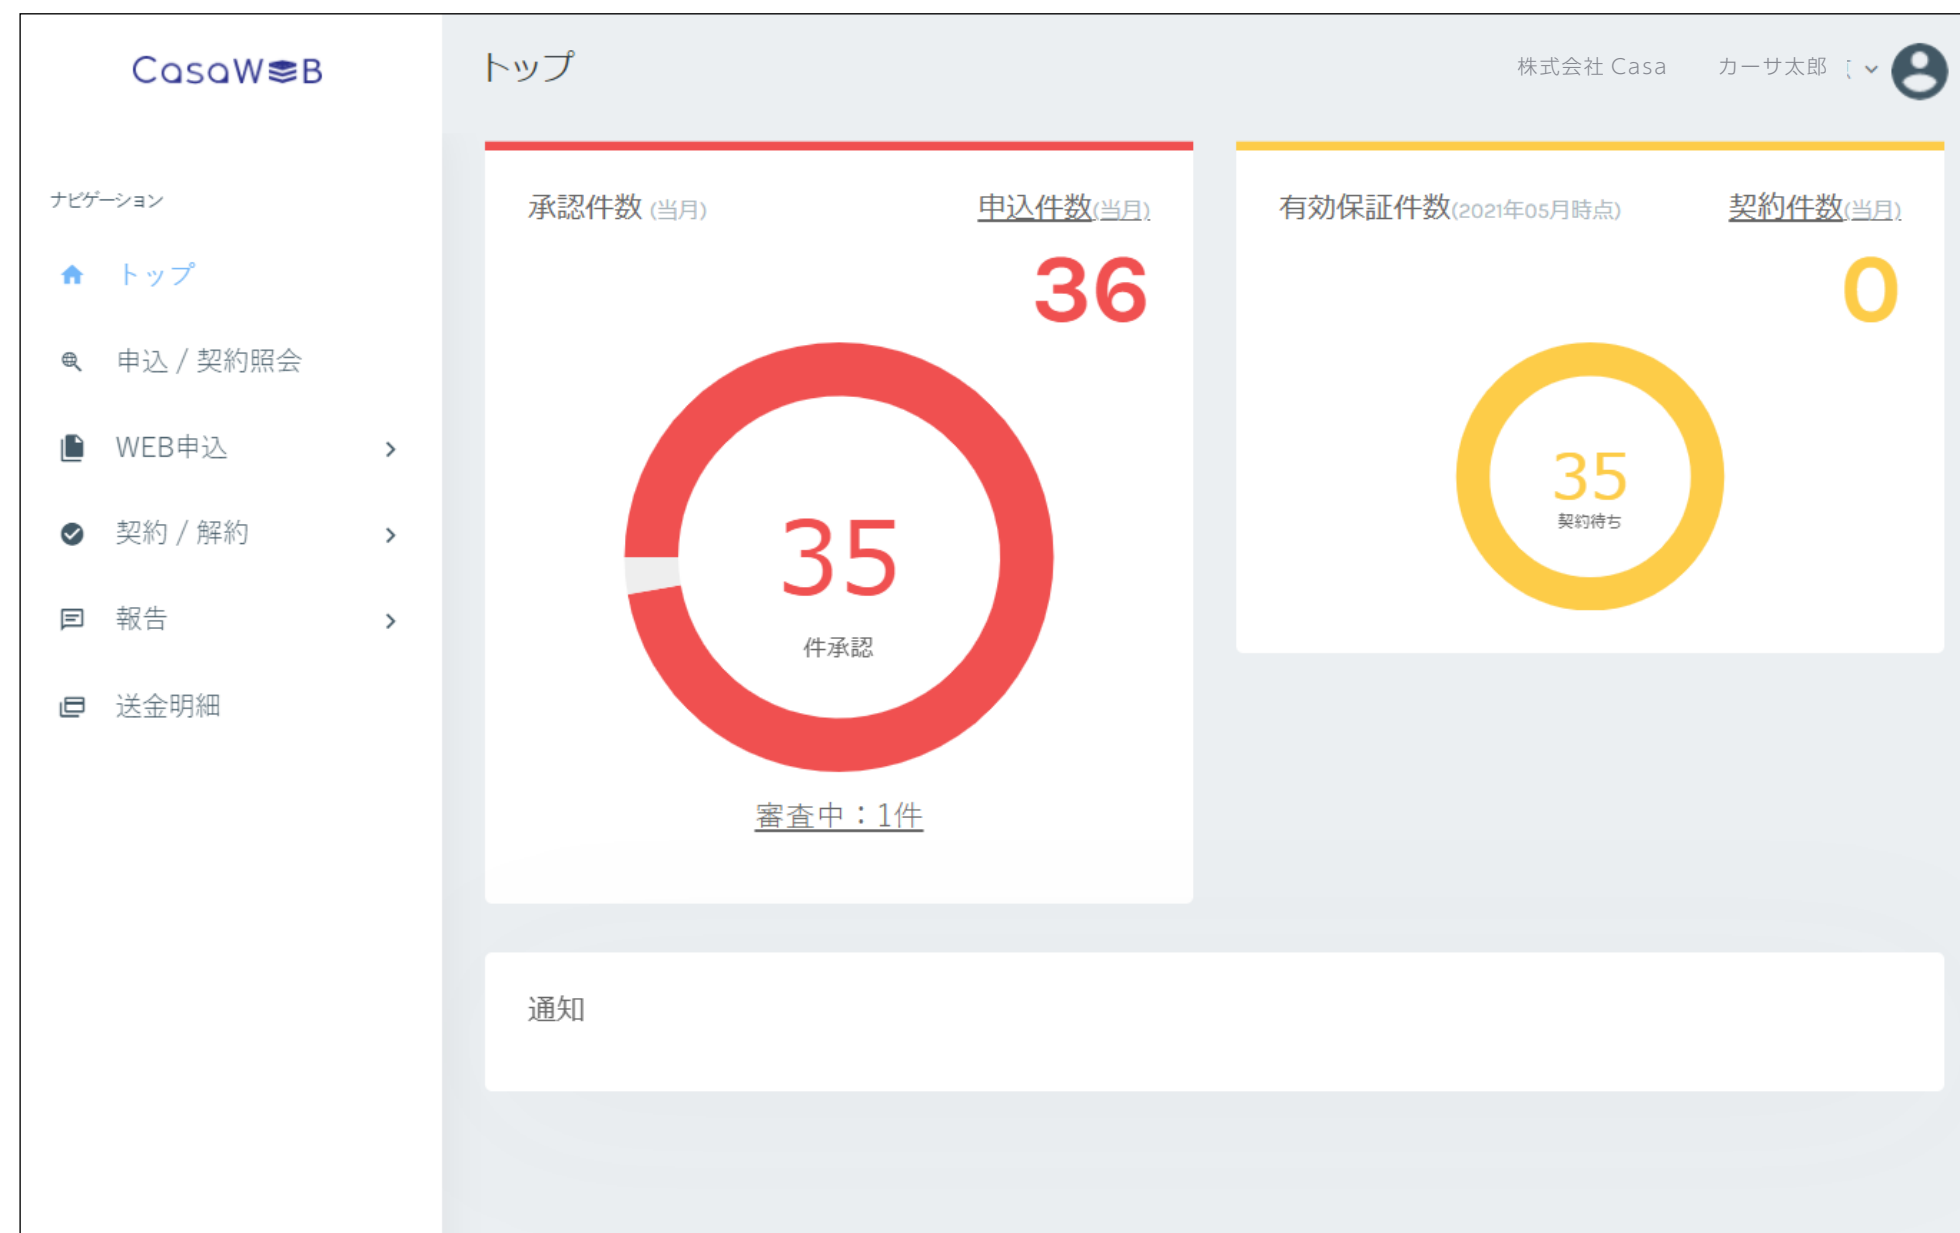 CasaWEB
ナビゲーション
トップ
申込 / 契約照会
WEB申込
契約 / 解約
報告
送金明細
トップ
株式会社 Casa カーサ太郎
承認件数 (当月)
申込件数(当月)
36
35
件承認
審査中：1件
有効保証件数(2021年05月時点)
契約件数(当月)
0
35
契約待ち
通知